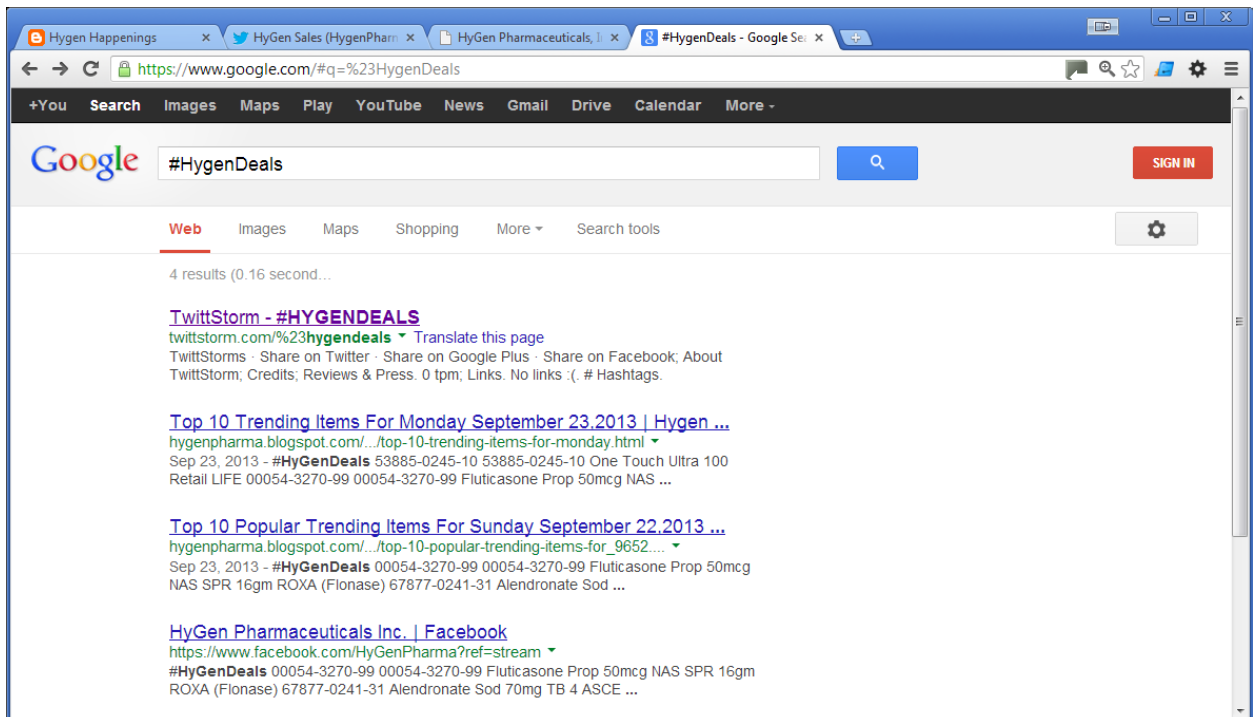 Hygen Happenings
HyGen Sales (HygenPharn
HyGen Pharmaceuticals, I
#HygenDeals - Google Sea
https://www.google.com/#q=%23HygenDeals
+You Search Images Maps Play YouTube News Gmail Drive Calendar More
Google
#HygenDeals
SIGN IN
Web Images Maps Shopping More Search tools
4 results (0.16 second...
TwittStorm - #HYGENDEALS
twittstorm.com/%23hygendeals Translate this page
TwittStorms · Share on Twitter · Share on Google Plus · Share on Facebook; About
TwittStorm; Credits; Reviews & Press. 0 tpm; Links. No links :(. # Hashtags.
Top 10 Trending Items For Monday September 23,2013 | Hygen ...
hygenpharma.blogspot.com/.../top-10-trending-items-for-monday.html
Sep 23, 2013 - #HyGenDeals 53885-0245-10 53885-0245-10 One Touch Ultra 100
Retail LIFE 00054-3270-99 00054-3270-99 Fluticasone Prop 50mcg NAS ...
Top 10 Popular Trending Items For Sunday September 22,2013 ...
hygenpharma.blogspot.com/.../top-10-popular-trending-items-for_9652....
Sep 23, 2013 - #HyGenDeals 00054-3270-99 00054-3270-99 Fluticasone Prop 50mcg
NAS SPR 16gm ROXA (Flonase) 67877-0241-31 Alendronate Sod ...
HyGen Pharmaceuticals Inc. | Facebook
https://www.facebook.com/HyGenPharma?ref=stream
#HyGenDeals 00054-3270-99 00054-3270-99 Fluticasone Prop 50mcg NAS SPR 16gm
ROXA (Flonase) 67877-0241-31 Alendronate Sod 70mg TB 4 ASCE ...